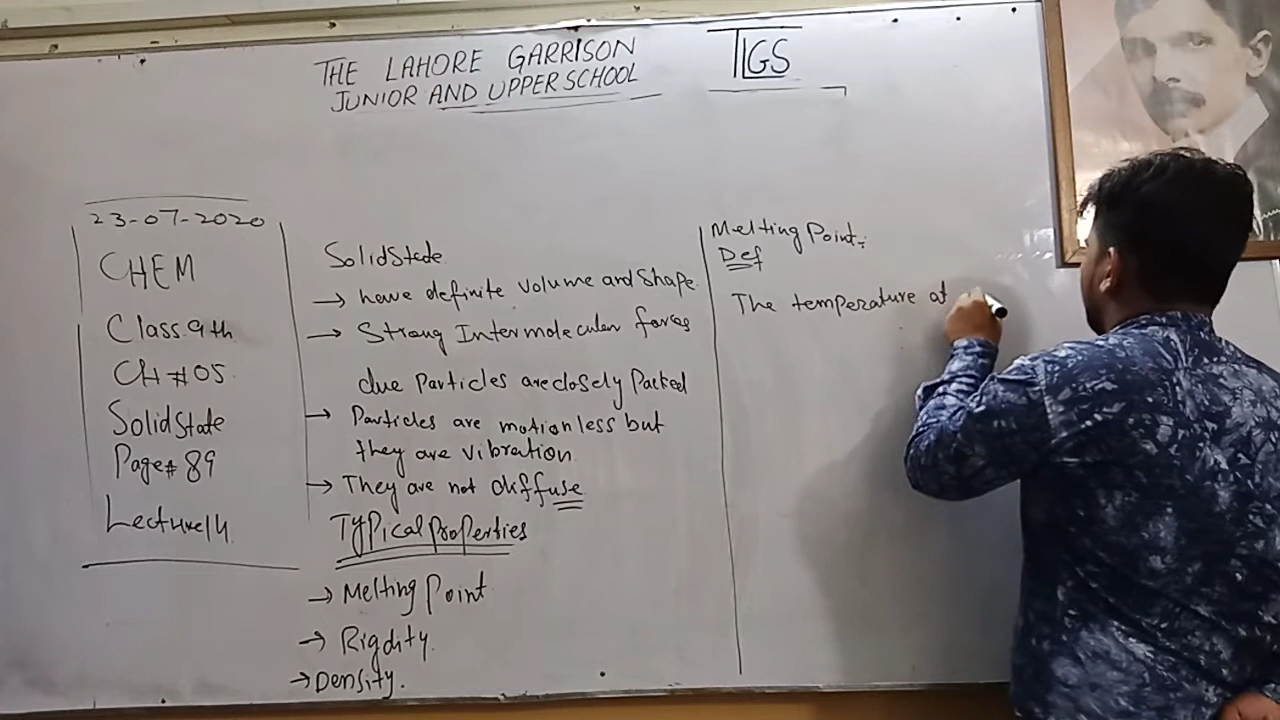 THE LAHORE GARRISON
JUNIOR AND UPPER SCHOOL
TLGS
23-07-2020
CHEM
Class 9th
CH #05
Solid State
Page# 89
Lecture 14
Solid State
→ have definite volume and shape.
→ Strong Intermolecular forces
due Particles are closely Packed
→ Particles are motionless but
they are vibration
→ They are not diffuse
Typical Properties
→ Melting Point
→ Rigdity.
→ Density.
Melting Point:
Def
The temperature at